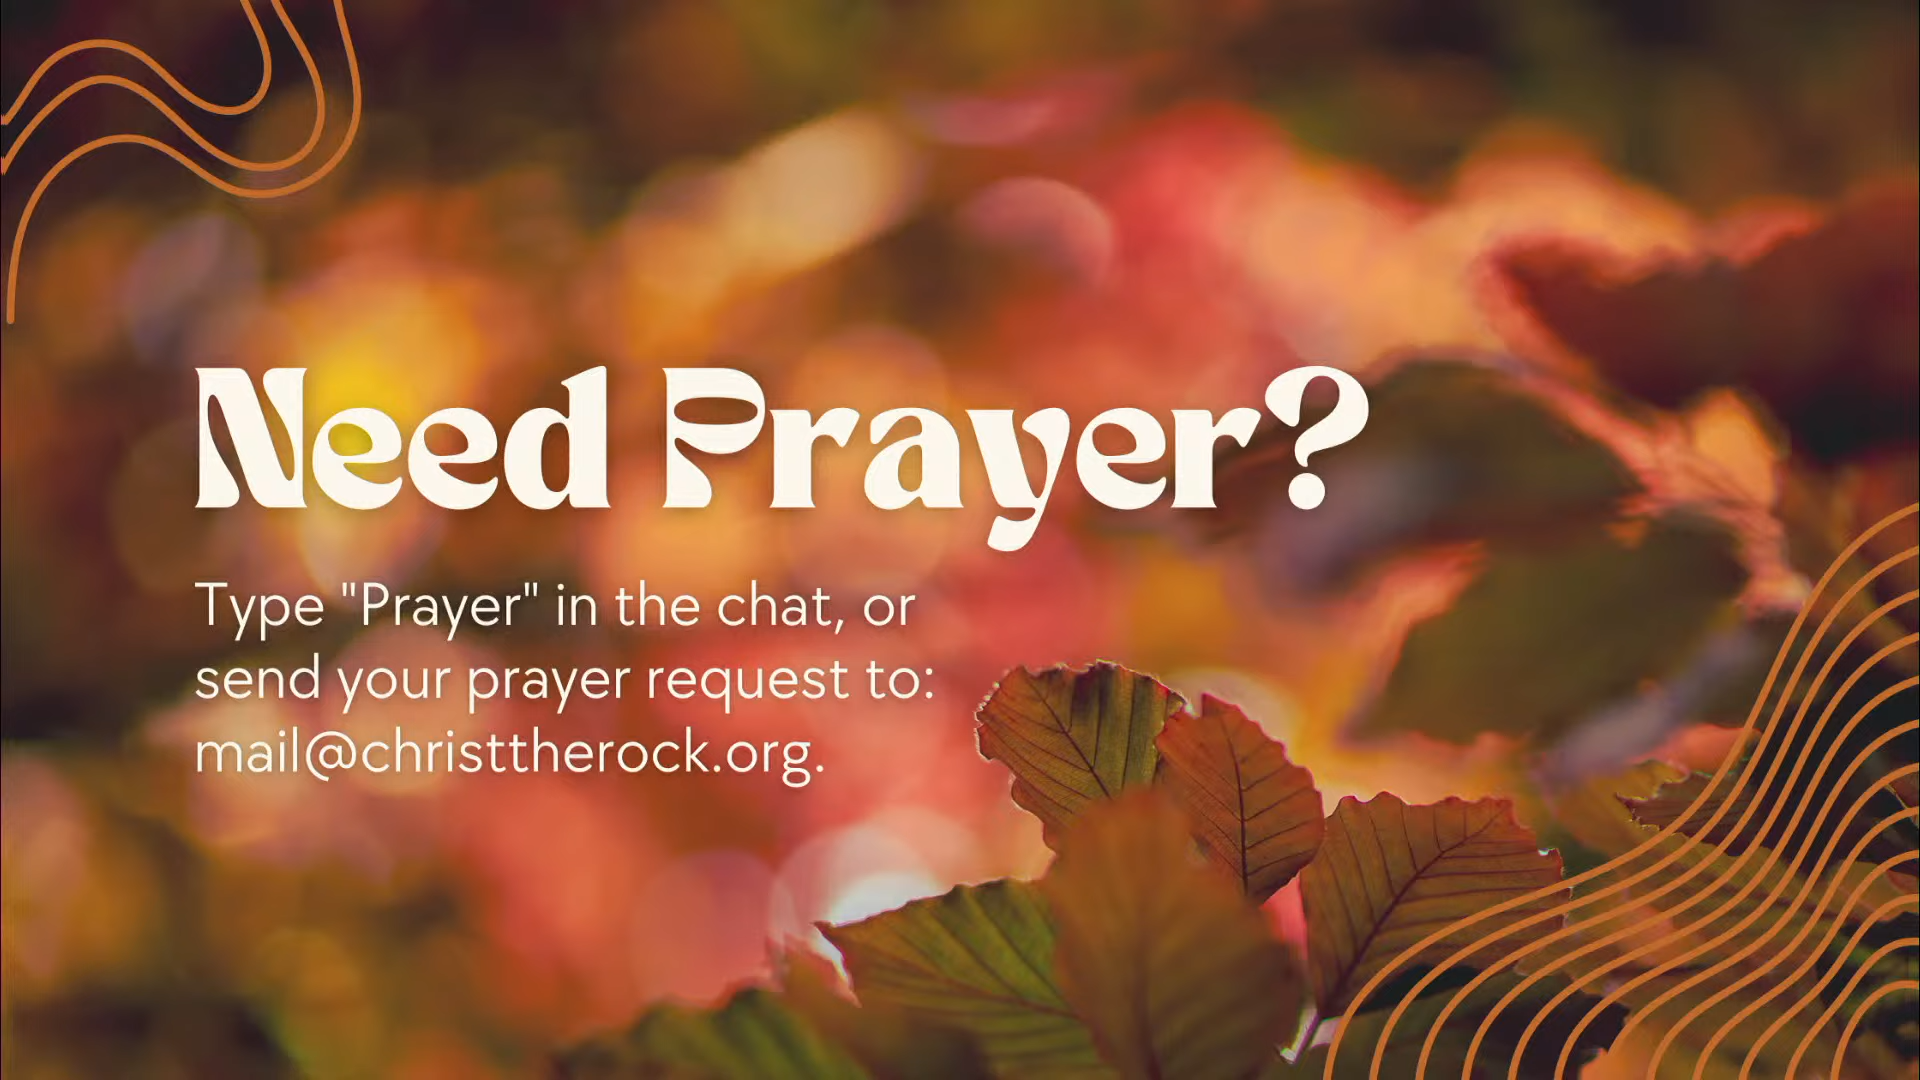 Need Prayer?
Type "Prayer" in the chat, or
send your prayer request to:
mail@christtherock.org.